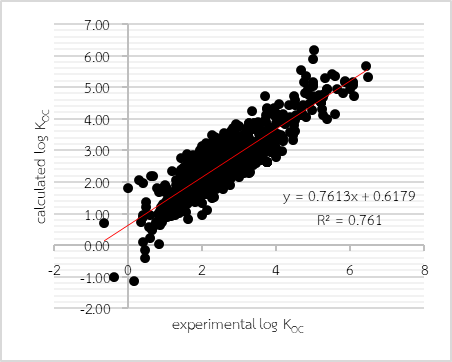 7.00
6.00
5.00
4.00
3.00
2.00
1.00
0.00
-1.00
-2.00
-2 0 2 4 6 8
calculated log KOC
y = 0.7613x + 0.6179
R² = 0.761
experimental log KOC